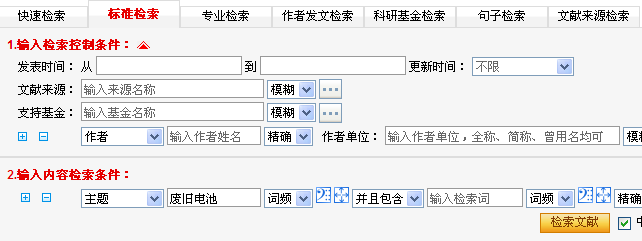 快速检索 标准检索 专业检索 作者发文检索 科研基金检索 句子检索 文献来源检索
1.输入检索控制条件：
发表时间： 从 到 更新时间： 不限
文献来源： 输入来源名称 模糊 ...
支持基金： 输入基金名称 模糊 ...
作者 输入作者姓名 精确 作者单位： 输入作者单位，全称、简称、曾用名均可 模糊
2.输入内容检索条件：
主题 废旧电池 词频 并且包含 输入检索词 词频 精确
检索文献 中